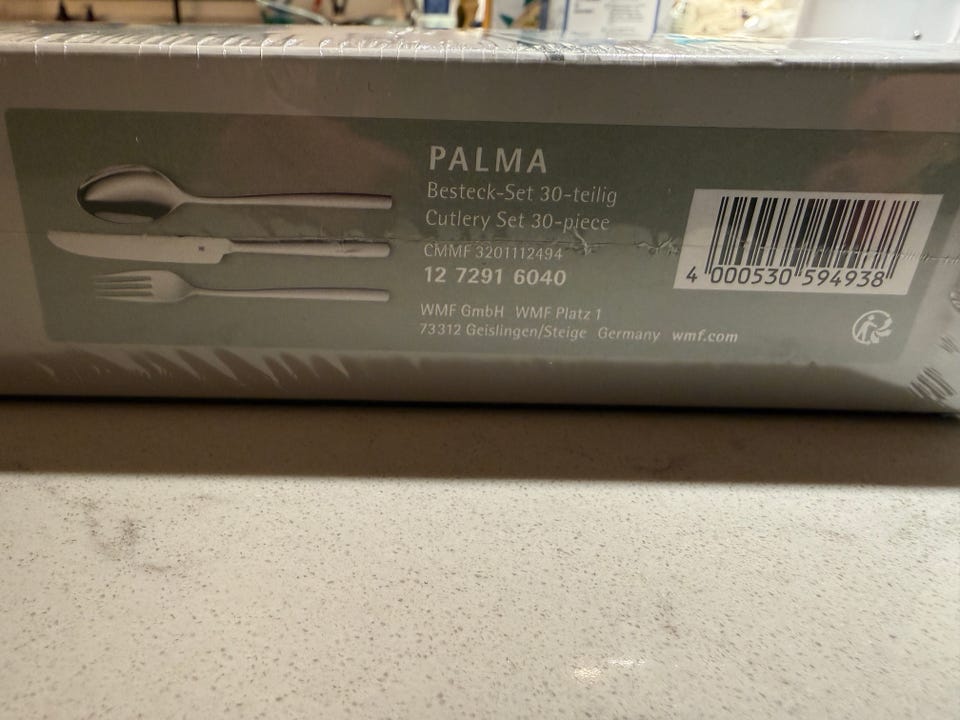 PALMA
Besteck-Set 30-teilig
Cutlery Set 30-piece
CMMF 3201112494
12 7291 6040
WMF GmbH WMF Platz 1
73312 Geislingen/Steige Germany wmf.com
4 000530 594938